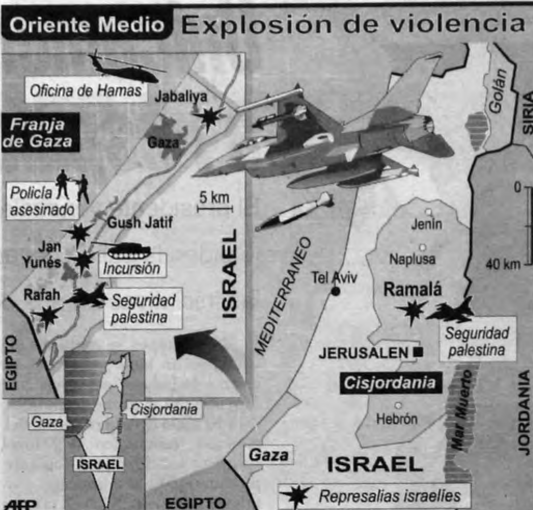 Oriente Medio Explosión de violencia
Oficina de Hamas
Jabaliya
Franja
de Gaza
Gaza
Policía
asesinado
Gush Jatif
5 km
Jan
Yunés
Incursión
Rafah
Seguridad
palestina
ISRAEL
EGIPTO
Gaza
Cisjordania
ISRAEL
AFP
EGIPTO
MEDITERRANEO
Golán
SIRIA
0
40 km
Jenín
Naplusa
Tel Aviv
Ramalá
Seguridad
palestina
JERUSALEN
Cisjordania
Hebrón
Mar Muerto
JORDANIA
Gaza
ISRAEL
Represalias israelíes